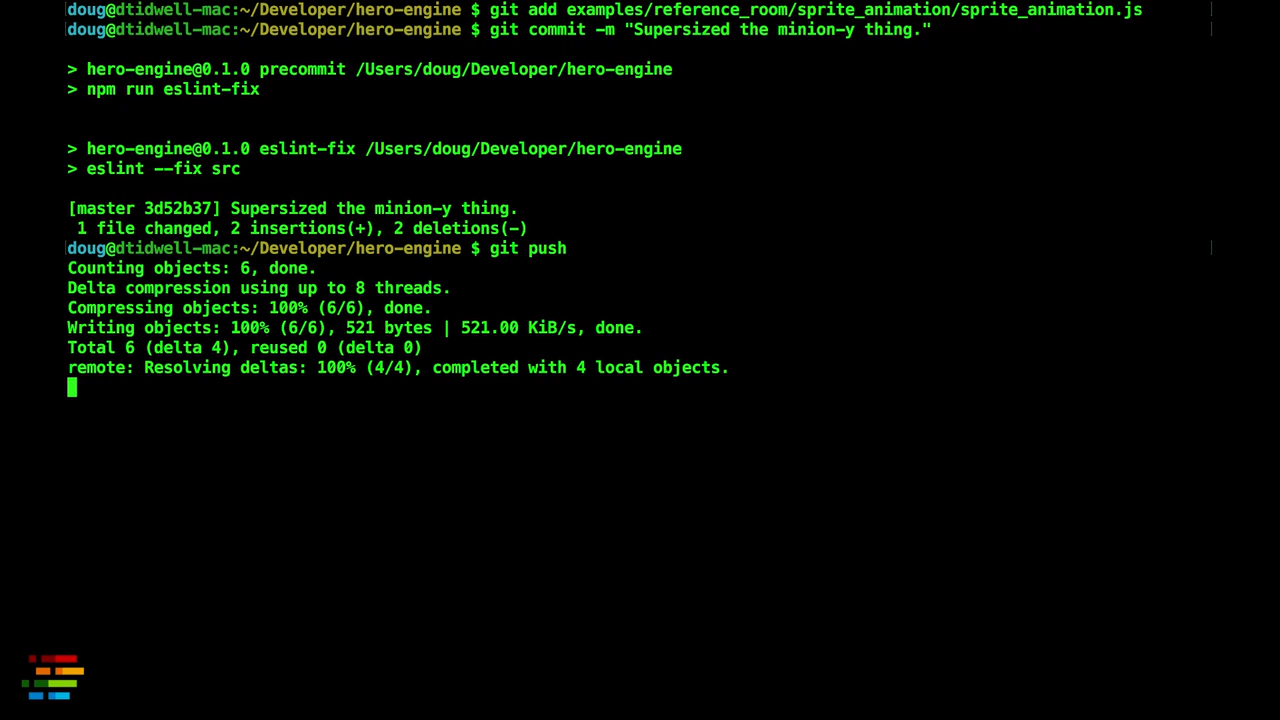 doug@dtidwell-mac:~/Developer/hero-engine $ git add examples/reference_room/sprite_animation/sprite_animation.js
doug@dtidwell-mac:~/Developer/hero-engine $ git commit -m "Supersized the minion-y thing."
> hero-engine@0.1.0 precommit /Users/doug/Developer/hero-engine
> npm run eslint-fix
> hero-engine@0.1.0 eslint-fix /Users/doug/Developer/hero-engine
> eslint --fix src
[master 3d52b37] Supersized the minion-y thing.
 1 file changed, 2 insertions(+), 2 deletions(-)
doug@dtidwell-mac:~/Developer/hero-engine $ git push
Counting objects: 6, done.
Delta compression using up to 8 threads.
Compressing objects: 100% (6/6), done.
Writing objects: 100% (6/6), 521 bytes | 521.00 KiB/s, done.
Total 6 (delta 4), reused 0 (delta 0)
remote: Resolving deltas: 100% (4/4), completed with 4 local objects.